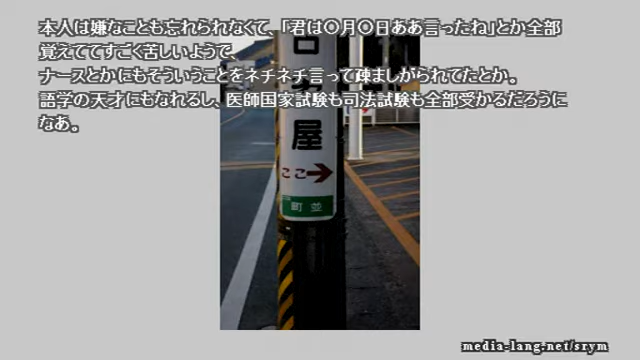 本人は嫌なことも忘れられなくて、「君は○月○日ああ言ったね」とか全部
覚えててすごく苦しいようで、
ナースとかにもそういうことをネチネチ言って疎ましがられてたとか。
語学の天才にもなれるし、医師国家試験も司法試験も全部受かるだろうに
なあ。
屋
ここ→
町並
media-lang-net/srym